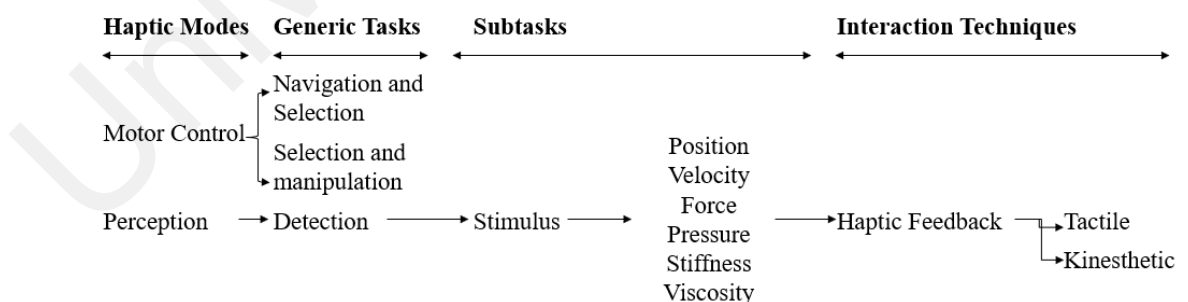 Haptic Modes Generic Tasks Subtasks Interaction Techniques
Navigation and
Selection
Motor Control
Selection and
manipulation
Position
Velocity
Force
Pressure
Stiffness
Viscosity
Perception Detection Stimulus Haptic Feedback Tactile
Kinesthetic